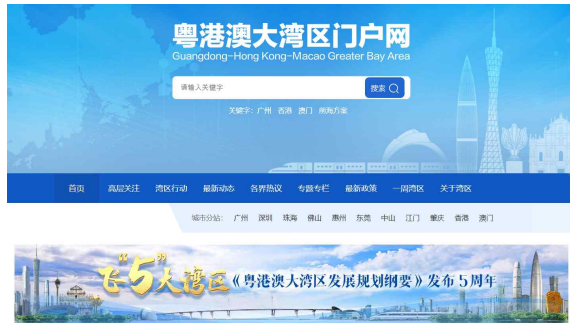 粤港澳大湾区门户网
Guangdong-Hong Kong-Macao Greater Bay Area
请输入关键字 搜索
关键字: 广州 香港 澳门 前海方案
首页 高层关注 湾区行动 最新动态 各界热议 专题专栏 最新政策 一周湾区 关于湾区
城市分站: 广州 深圳 珠海 佛山 惠州 东莞 中山 江门 肇庆 香港 澳门
飞“5”大湾区《粤港澳大湾区发展规划纲要》发布5周年